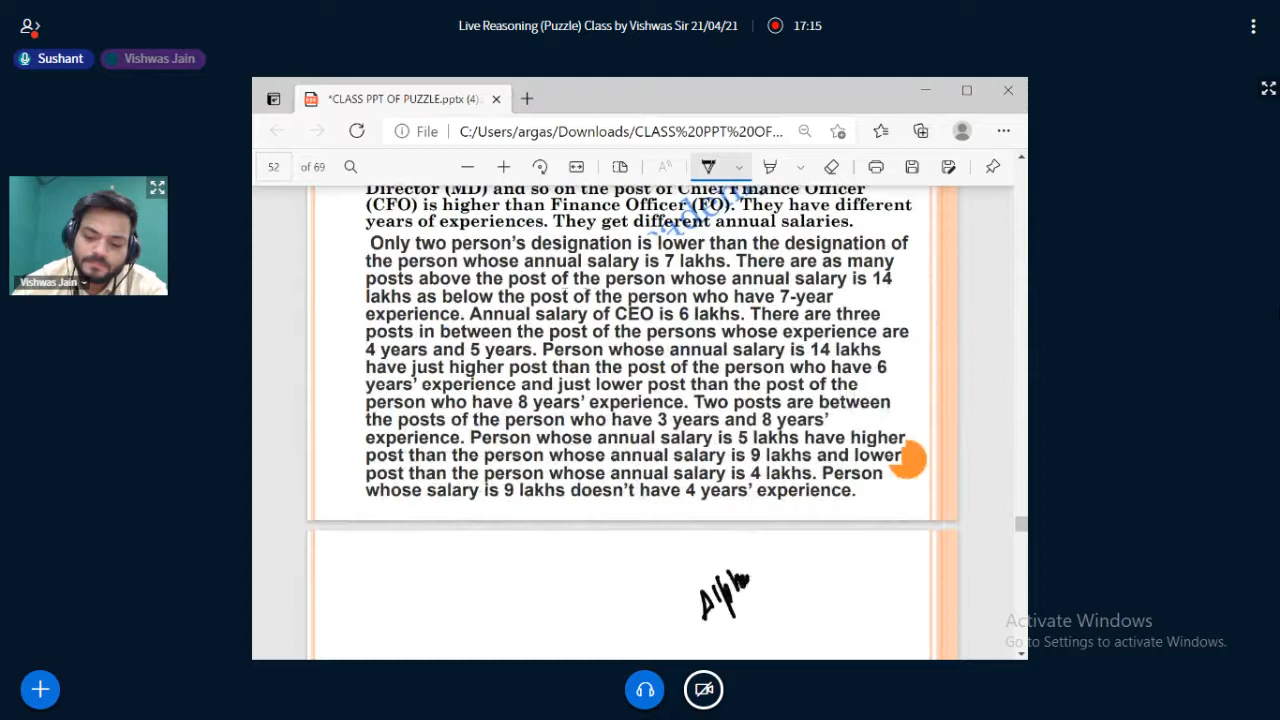 Live Reasoning (Puzzle) Class by Vishwas Sir 21/04/21
17:15
Sushant
Vishwas Jain
*CLASS PPT OF PUZZLE.pptx (4).
File
C:/Users/argas/Downloads/CLASS%20PPT%20OF...
52 of 69
Director (MD) and so on the post of Chief Finance Officer
(CFO) is higher than Finance Officer (FO). They have different
years of experiences. They get different annual salaries.
Only two person's designation is lower than the designation of
the person whose annual salary is 7 lakhs. There are as many
posts above the post of the person whose annual salary is 14
lakhs as below the post of the person who have 7-year
experience. Annual salary of CEO is 6 lakhs. There are three
posts in between the post of the persons whose experience are
4 years and 5 years. Person whose annual salary is 14 lakhs
have just higher post than the post of the person who have 6
years' experience and just lower post than the post of the
person who have 8 years' experience. Two posts are between
the posts of the person who have 3 years and 8 years'
experience. Person whose annual salary is 5 lakhs have higher
post than the person whose annual salary is 9 lakhs and lower
post than the person whose annual salary is 4 lakhs. Person
whose salary is 9 lakhs doesn't have 4 years' experience.
Vishwas Jain
Activate Windows
Go to Settings to activate Windows.